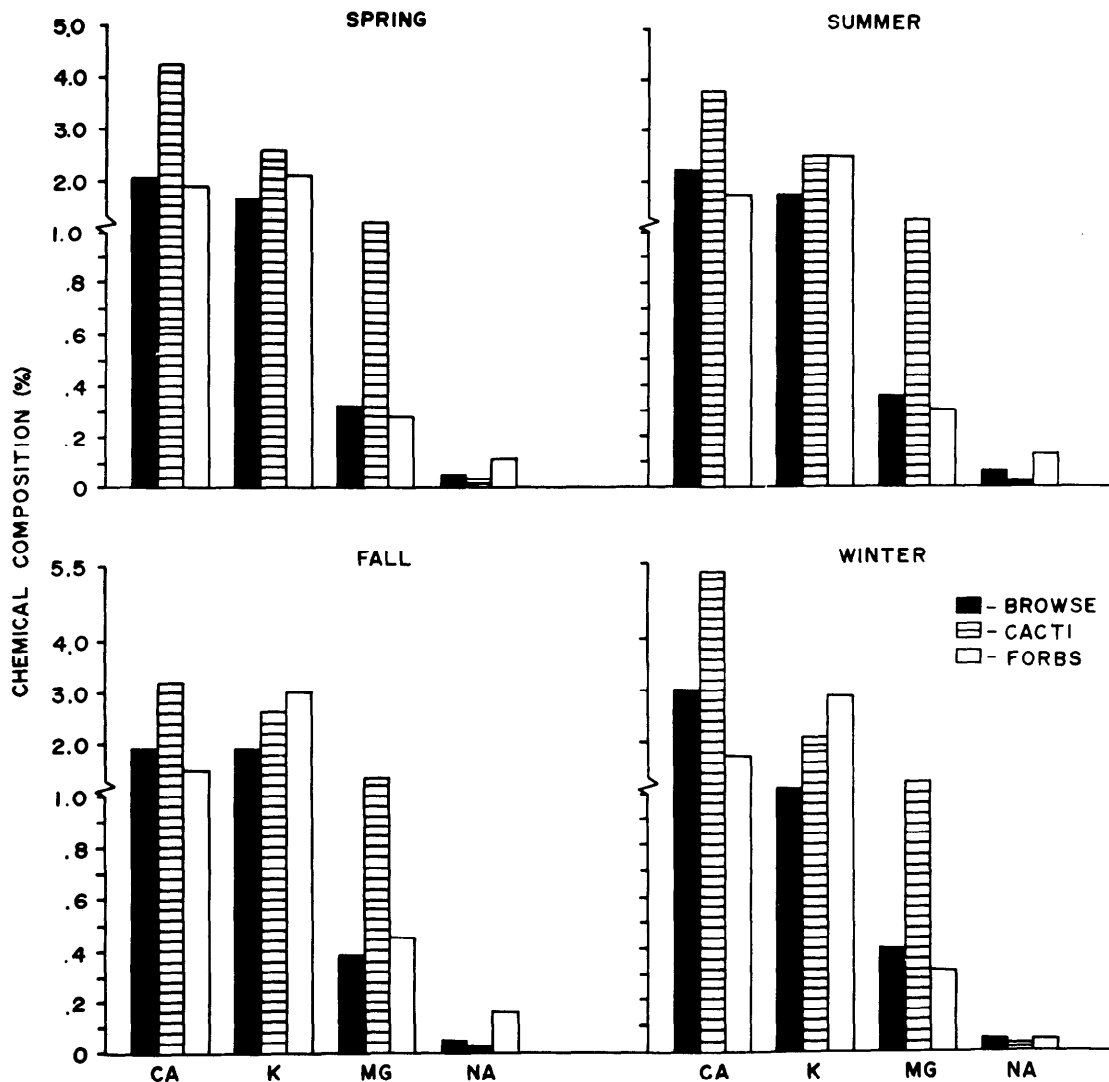 SPRING
SUMMER
5.0
4.0
3.0
2.0
1.0
.8
.6
.4
.2
0
CHEMICAL COMPOSITION (%)
FALL
WINTER
5.5
4.0
3.0
2.0
1.0
.8
.6
.4
.2
0
- BROWSE
- CACTI
- FORBS
CA K MG NA
CA K MG NA